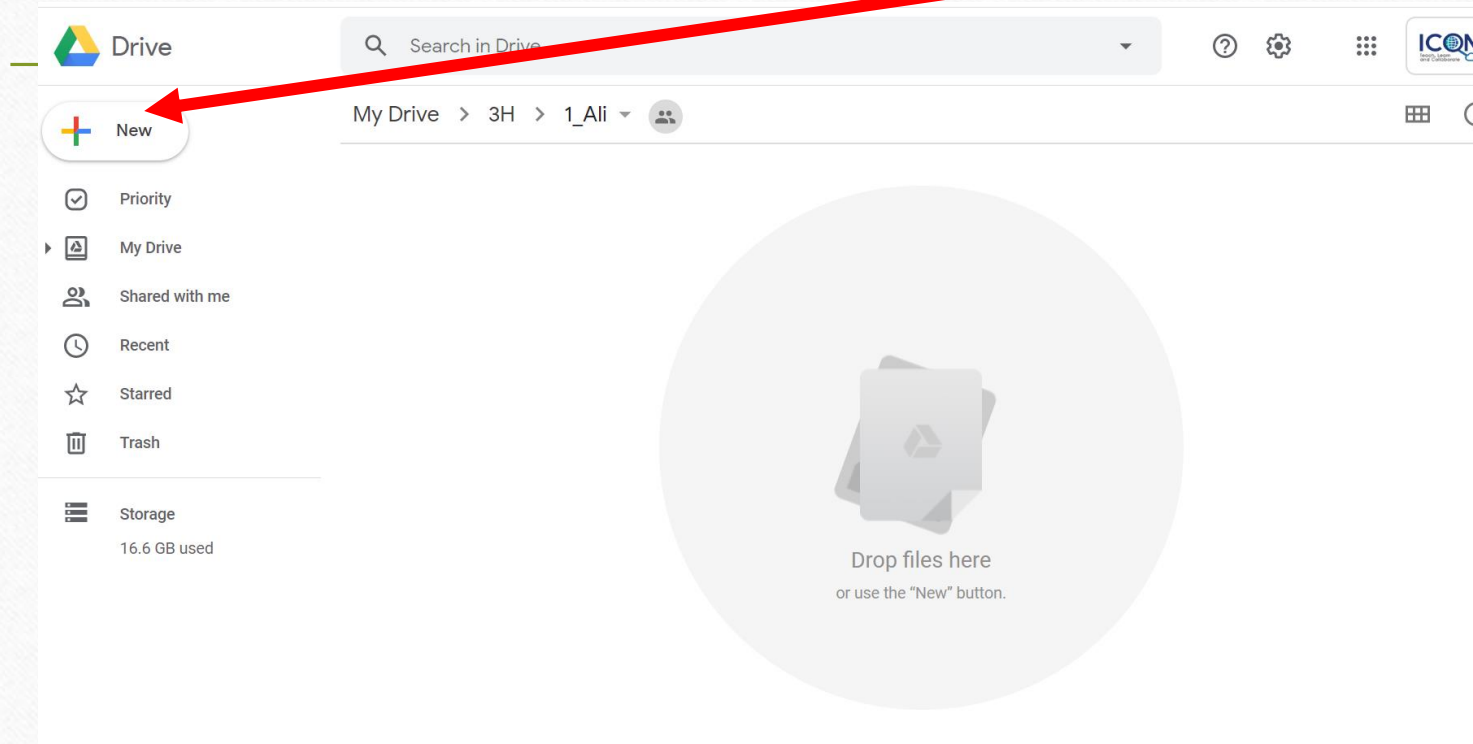 Drive
Search in Drive
ICON
New
My Drive > 3H > 1_Ali
Priority
My Drive
Shared with me
Recent
Starred
Trash
Storage
16.6 GB used
Drop files here
or use the “New” button.